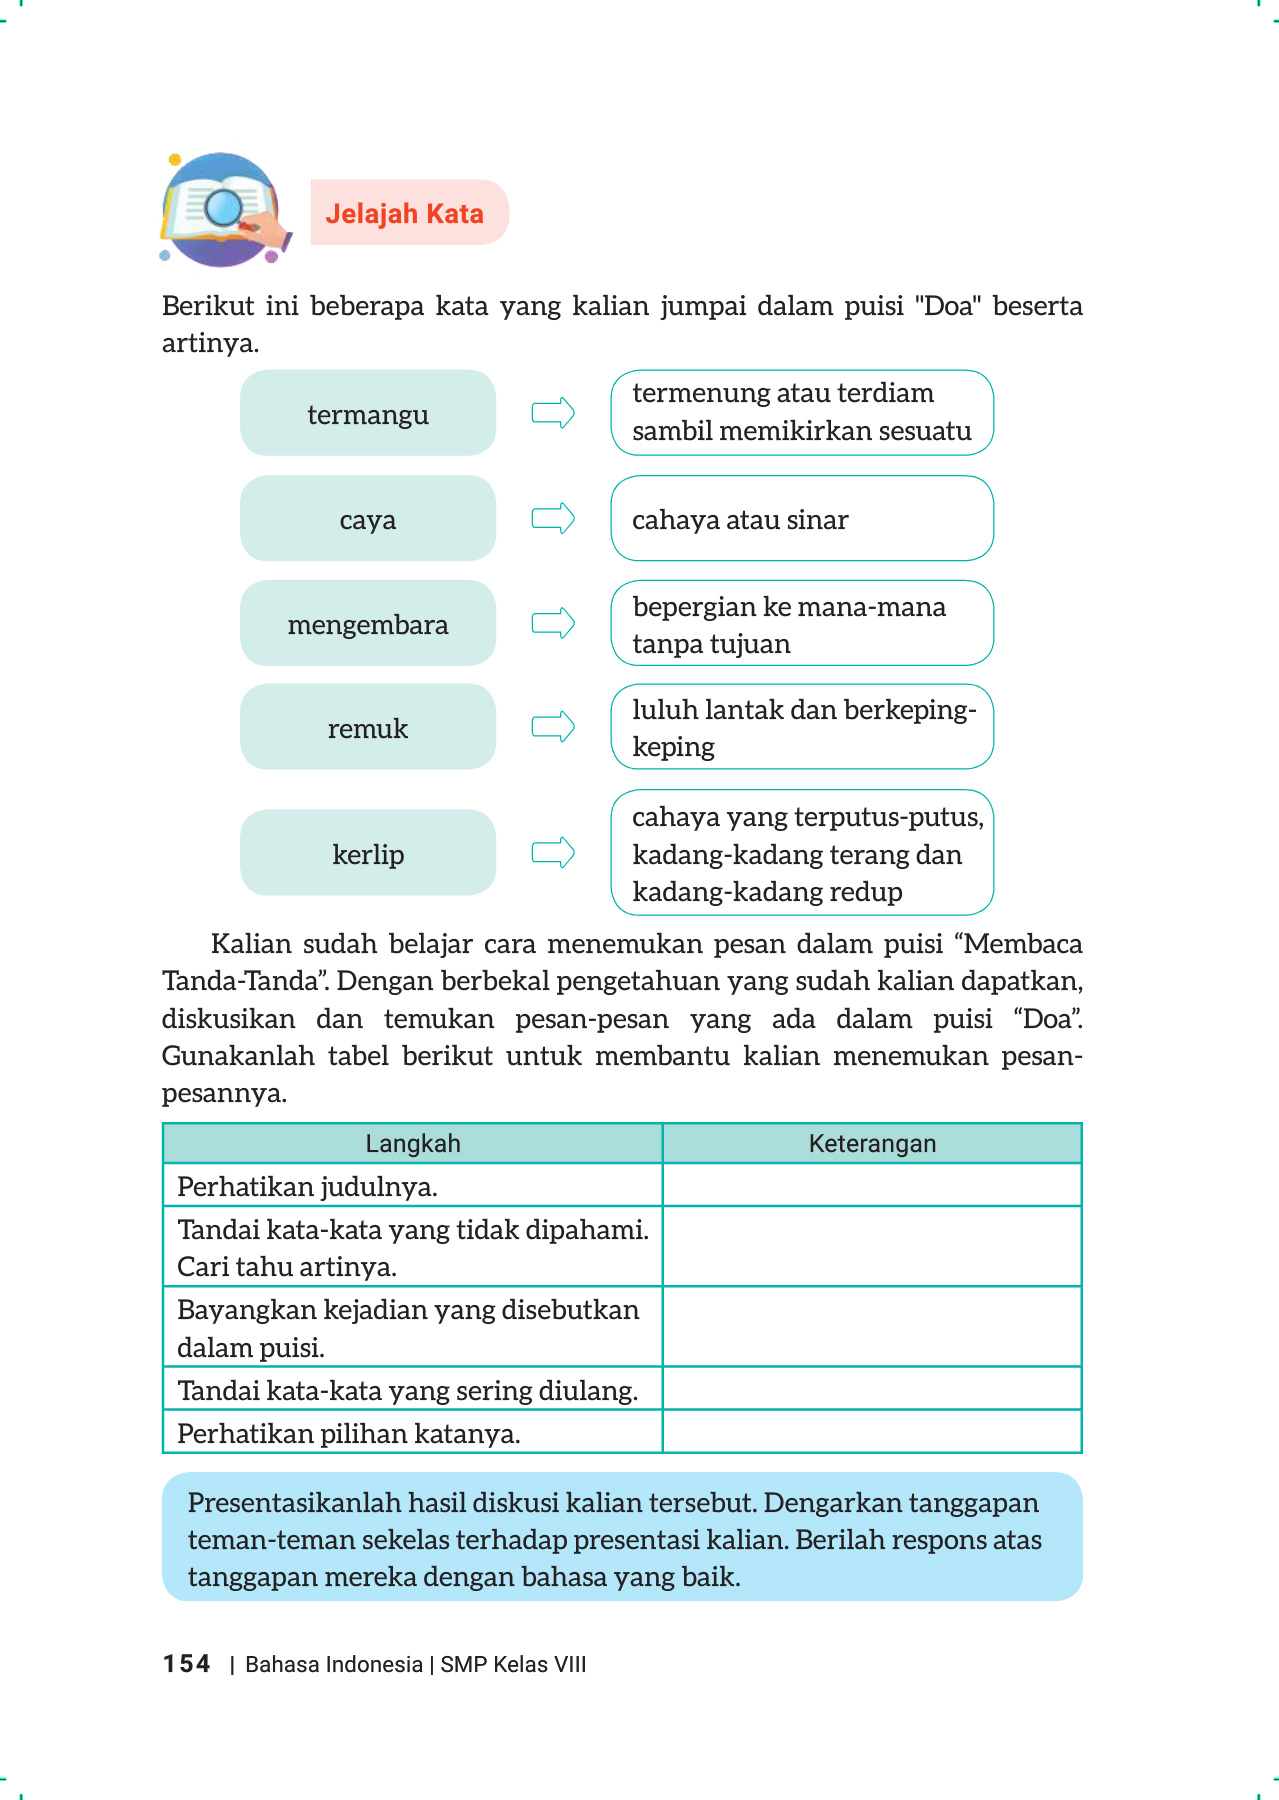 Jelajah Kata
Berikut ini beberapa kata yang kalian jumpai dalam puisi "Doa" beserta
artinya.
termangu
termenung atau terdiam
sambil memikirkan sesuatu
caya
cahaya atau sinar
mengembara
bepergian ke mana-mana
tanpa tujuan
remuk
luluh lantak dan berkeping-
keping
kerlip
cahaya yang terputus-putus,
kadang-kadang terang dan
kadang-kadang redup
Kalian sudah belajar cara menemukan pesan dalam puisi “Membaca
Tanda-Tanda”. Dengan berbekal pengetahuan yang sudah kalian dapatkan,
diskusikan dan temukan pesan-pesan yang ada dalam puisi “Doa”.
Gunakanlah tabel berikut untuk membantu kalian menemukan pesan-
pesannya.
Langkah
Keterangan
Perhatikan judulnya.
Tandai kata-kata yang tidak dipahami.
Cari tahu artinya.
Bayangkan kejadian yang disebutkan
dalam puisi.
Tandai kata-kata yang sering diulang.
Perhatikan pilihan katanya.
Presentasikanlah hasil diskusi kalian tersebut. Dengarkan tanggapan
teman-teman sekelas terhadap presentasi kalian. Berilah respons atas
tanggapan mereka dengan bahasa yang baik.
154 | Bahasa Indonesia | SMP Kelas VIII